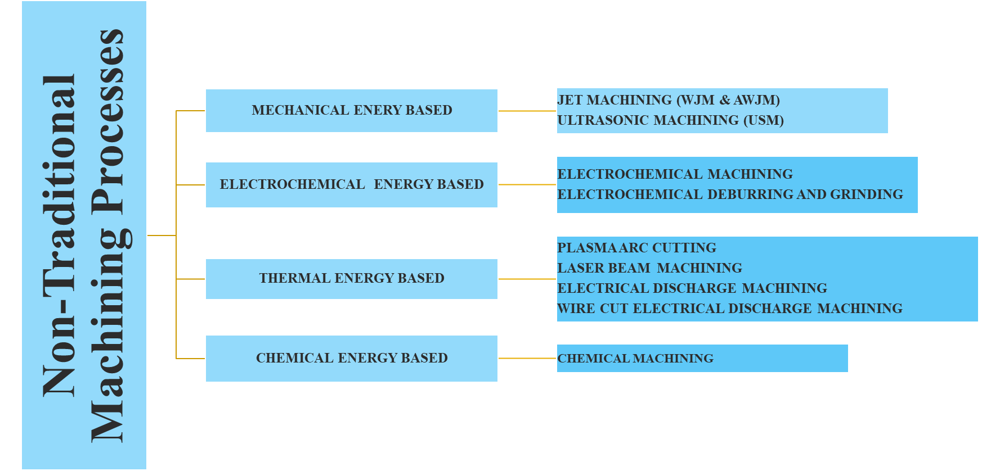 Non-Traditional
Machining Processes
MECHANICAL ENERY BASED
JET MACHINING (WJM & AWJM)
ULTRASONIC MACHINING (USM)
ELECTROCHEMICAL ENERGY BASED
ELECTROCHEMICAL MACHINING
ELECTROCHEMICAL DEBURRING AND GRINDING
THERMAL ENERGY BASED
PLASMA ARC CUTTING
LASER BEAM MACHINING
ELECTRICAL DISCHARGE MACHINING
WIRE CUT ELECTRICAL DISCHARGE MACHINING
CHEMICAL ENERGY BASED
CHEMICAL MACHINING